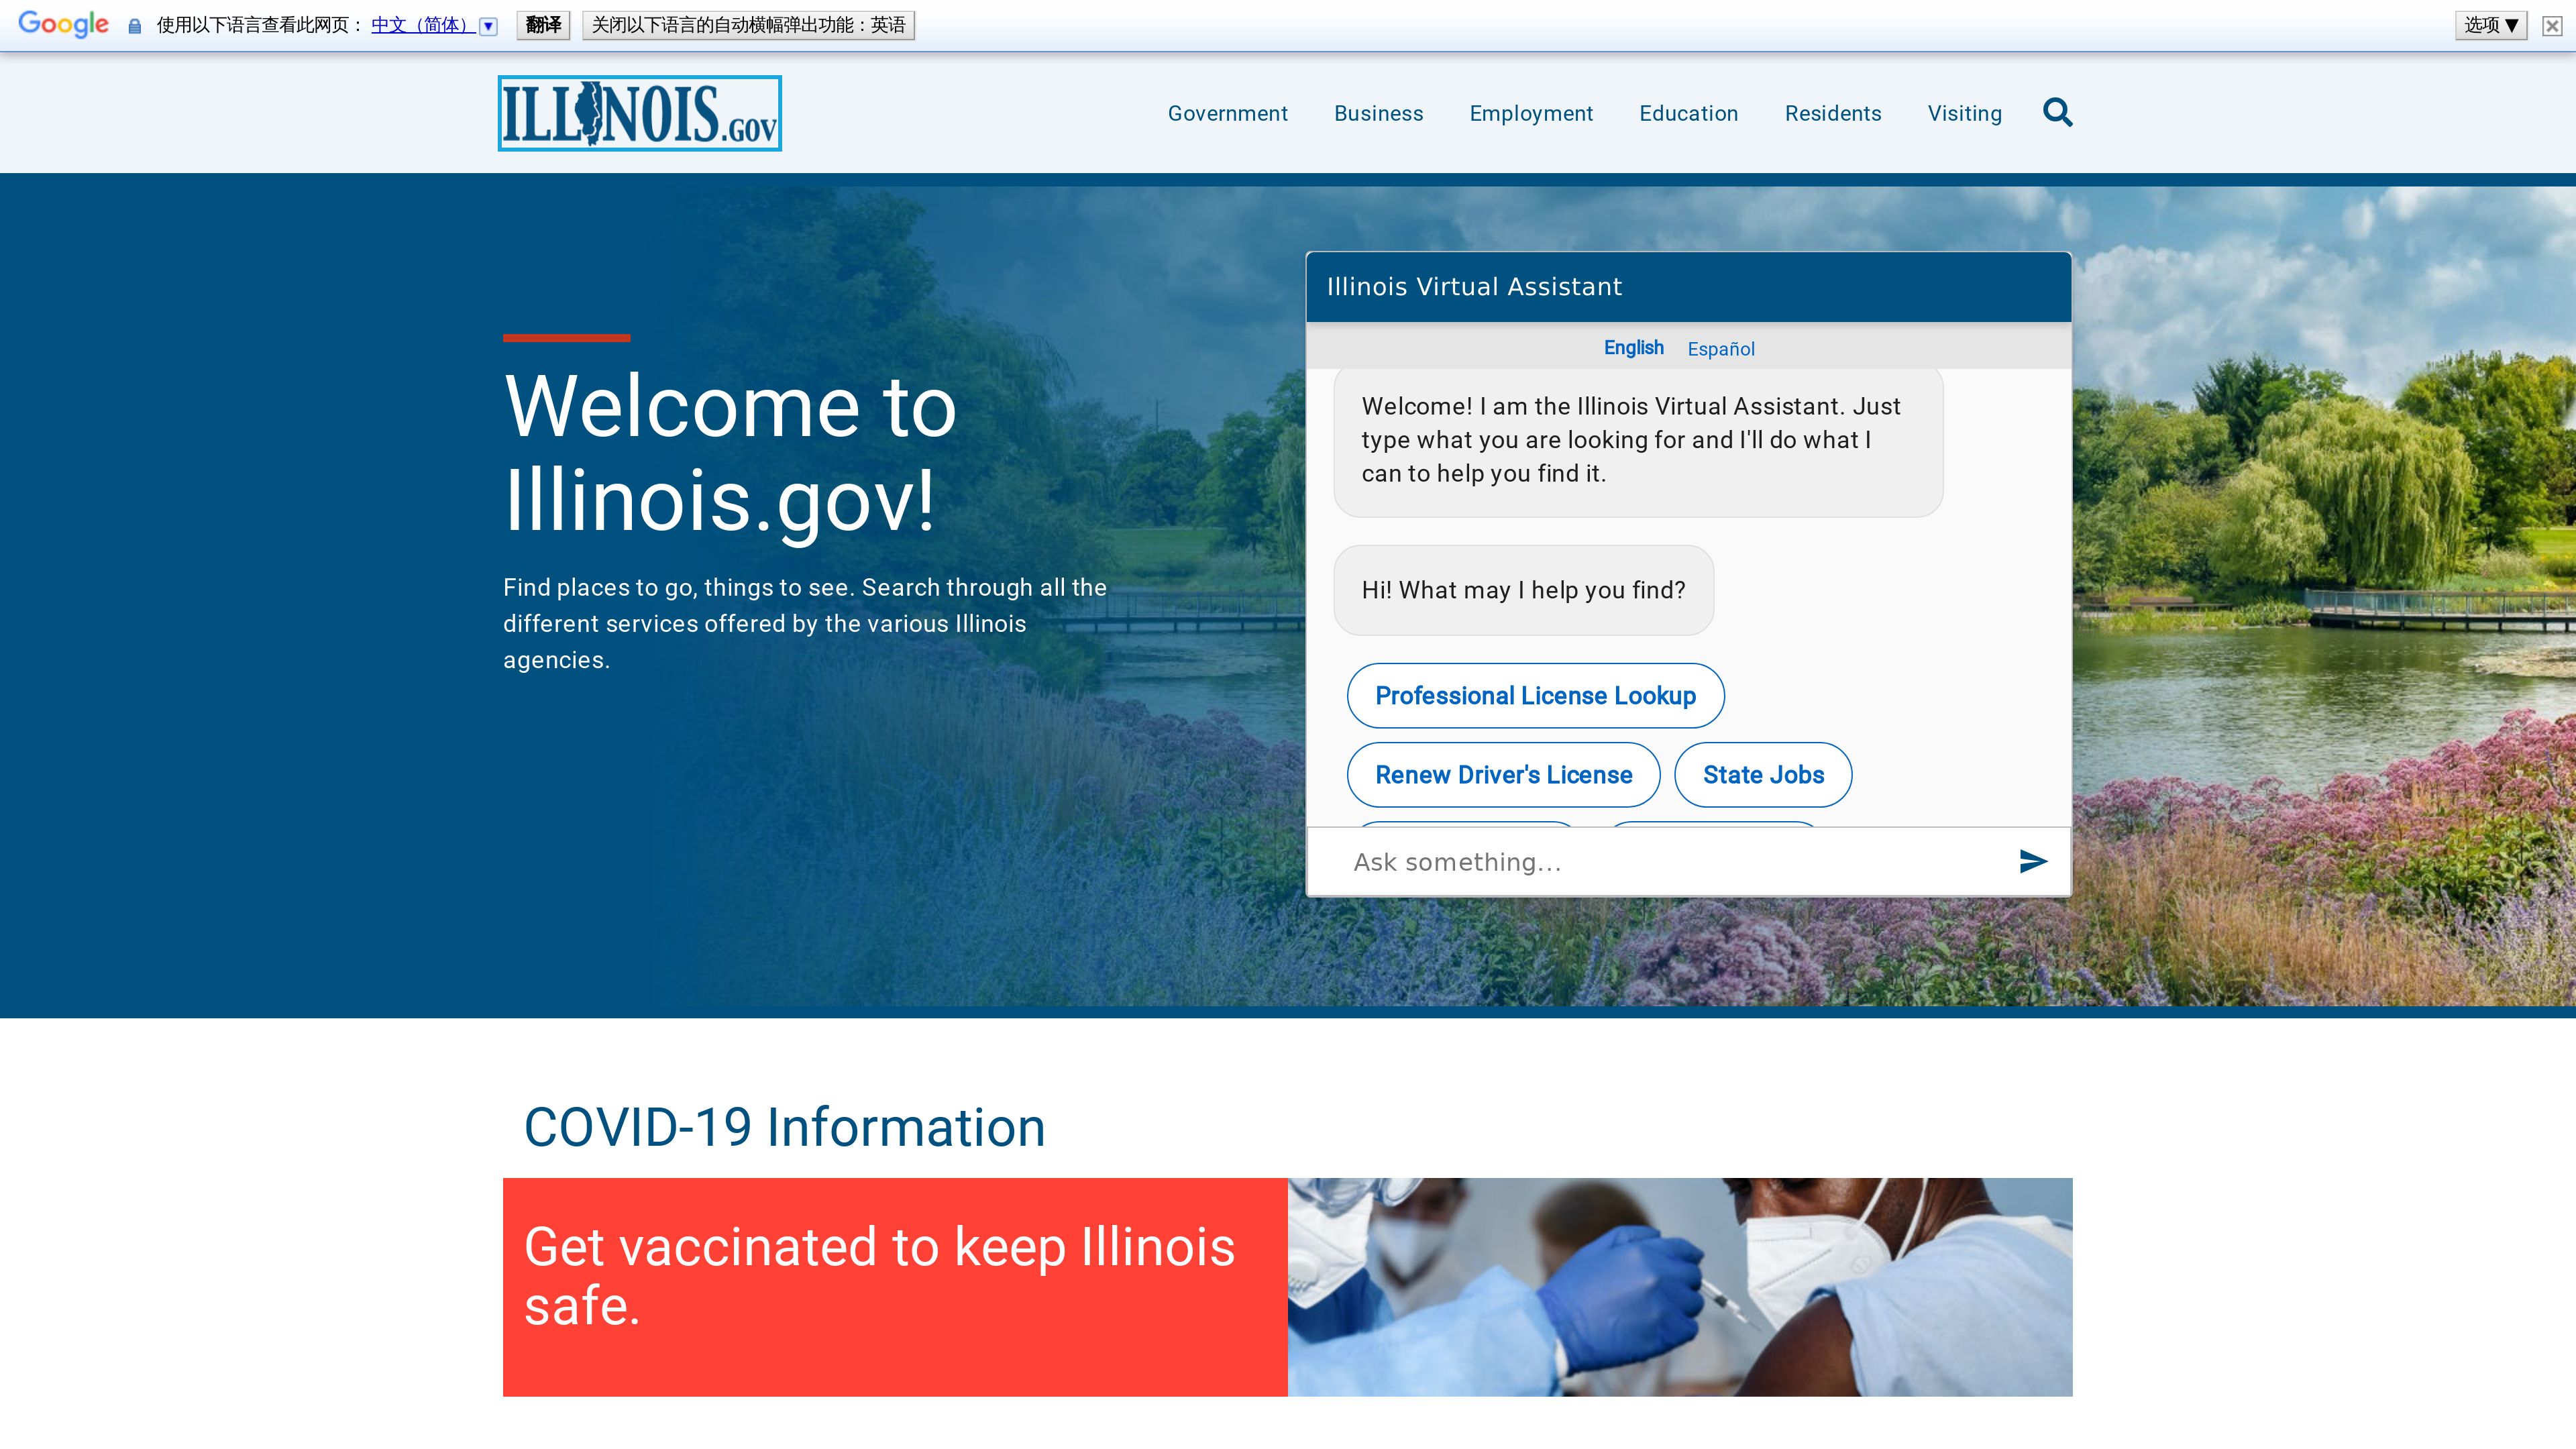 Google 使用以下语言查看此网页： 中文（简体） ▼ 翻译 关闭以下语言的自动横幅弹出功能：英语 选项 ▼
ILLINOIS.GOV
Government Business Employment Education Residents Visiting
Welcome to
Illinois.gov!
Find places to go, things to see. Search through all the
different services offered by the various Illinois
agencies.
Illinois Virtual Assistant
English Español
Welcome! I am the Illinois Virtual Assistant. Just
type what you are looking for and I'll do what I
can to help you find it.
Hi! What may I help you find?
Professional License Lookup
Renew Driver's License State Jobs
Ask something...
COVID-19 Information
Get vaccinated to keep Illinois
safe.